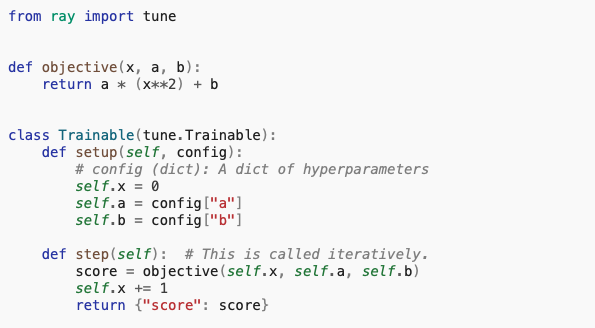 from ray import tune
def objective(x, a, b):
    return a * (x**2) + b
class Trainable(tune.Trainable):
    def setup(self, config):
        # config (dict): A dict of hyperparameters
        self.x = 0
        self.a = config["a"]
        self.b = config["b"]
    def step(self):  # This is called iteratively.
        score = objective(self.x, self.a, self.b)
        self.x += 1
        return {"score": score}